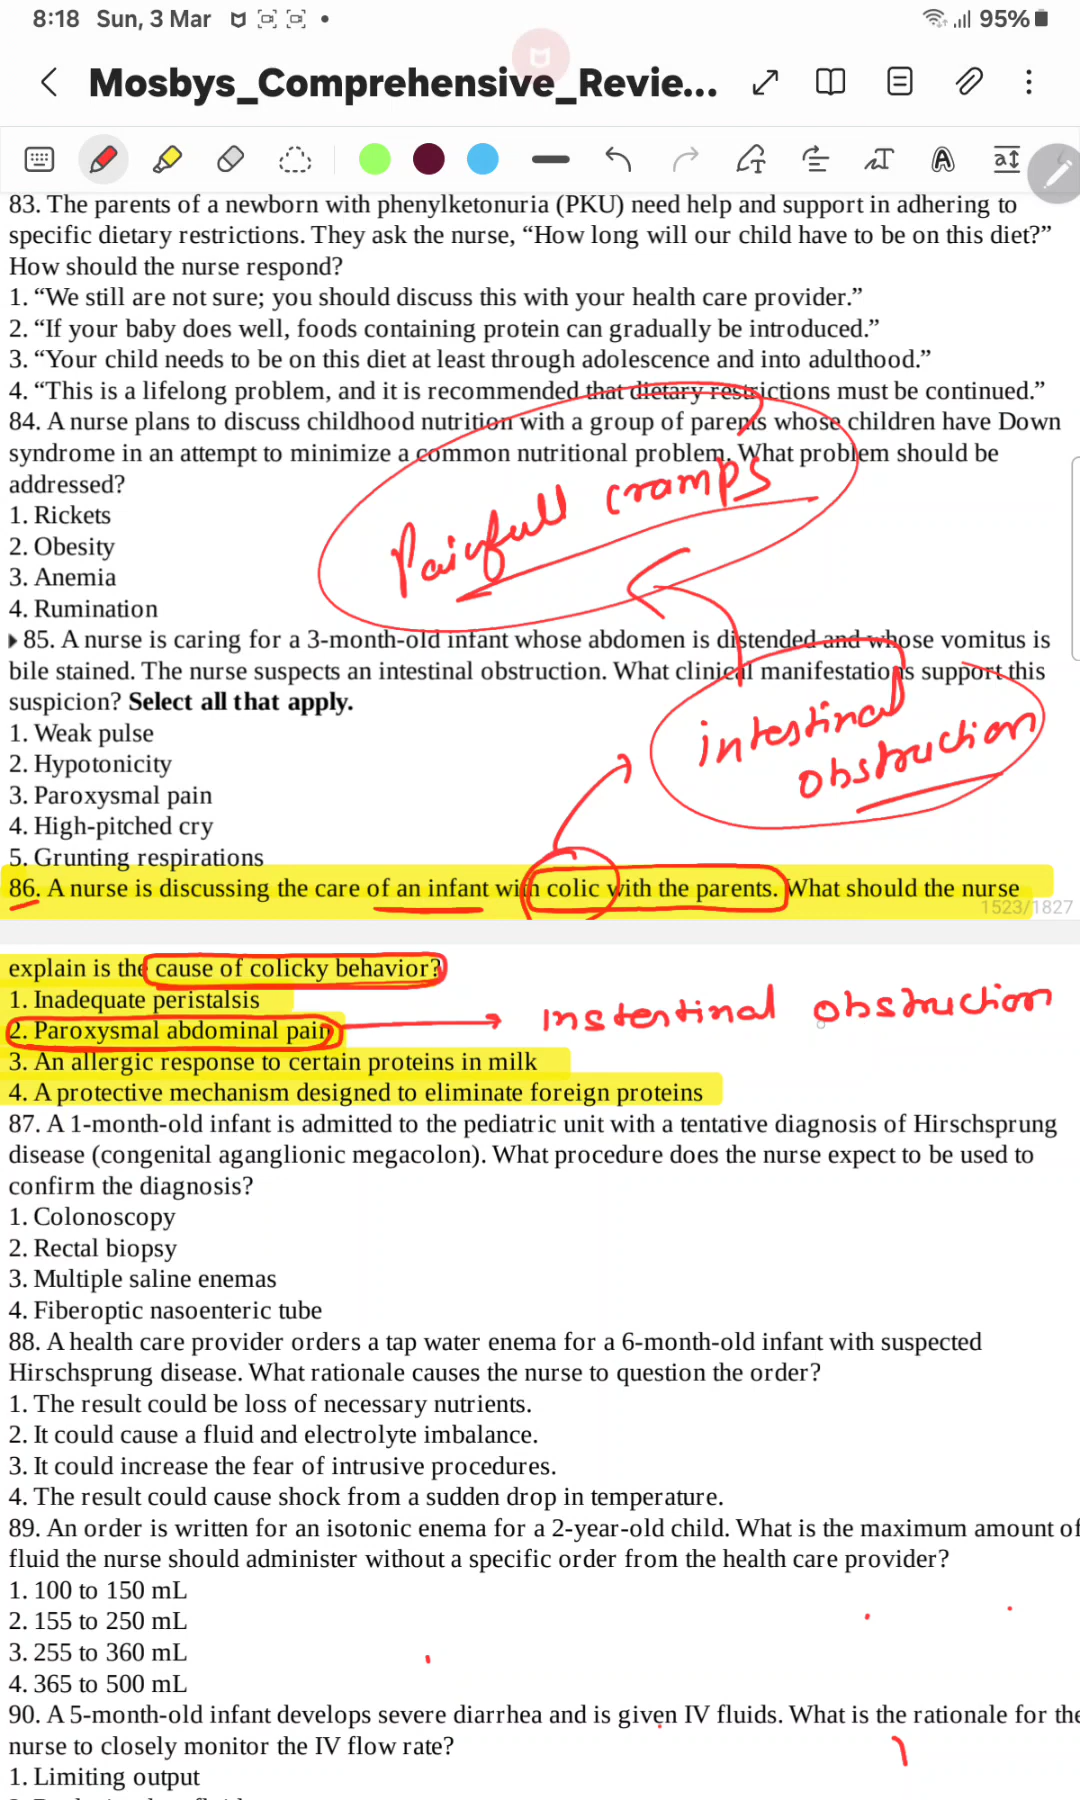 8:18 Sun, 3 Mar 95%
Mosbys_Comprehensive_Revie...
83. The parents of a newborn with phenylketonuria (PKU) need help and support in adhering to
specific dietary restrictions. They ask the nurse, “How long will our child have to be on this diet?”
How should the nurse respond?
1. “We still are not sure; you should discuss this with your health care provider.”
2. “If your baby does well, foods containing protein can gradually be introduced.”
3. “Your child needs to be on this diet at least through adolescence and into adulthood.”
4. “This is a lifelong problem, and it is recommended that dietary restrictions must be continued.”
84. A nurse plans to discuss childhood nutrition with a group of parents whose children have Down
syndrome in an attempt to minimize a common nutritional problem. What problem should be
addressed?
1. Rickets
2. Obesity
Painfull cramps
3. Anemia
4. Rumination
85. A nurse is caring for a 3-month-old infant whose abdomen is distended and whose vomitus is
bile stained. The nurse suspects an intestinal obstruction. What clinical manifestations support this
suspicion? Select all that apply.
1. Weak pulse
2. Hypotonicity
intestinal
obstruction
3. Paroxysmal pain
4. High-pitched cry
5. Grunting respirations
86. A nurse is discussing the care of an infant with colic with the parents. What should the nurse
1523/1827
explain is the cause of colicky behavior?
1. Inadequate peristalsis
2. Paroxysmal abdominal pain
Instentinal obstruction
3. An allergic response to certain proteins in milk
4. A protective mechanism designed to eliminate foreign proteins
87. A 1-month-old infant is admitted to the pediatric unit with a tentative diagnosis of Hirschsprung
disease (congenital aganglionic megacolon). What procedure does the nurse expect to be used to
confirm the diagnosis?
1. Colonoscopy
2. Rectal biopsy
3. Multiple saline enemas
4. Fiberoptic nasoenteric tube
88. A health care provider orders a tap water enema for a 6-month-old infant with suspected
Hirschsprung disease. What rationale causes the nurse to question the order?
1. The result could be loss of necessary nutrients.
2. It could cause a fluid and electrolyte imbalance.
3. It could increase the fear of intrusive procedures.
4. The result could cause shock from a sudden drop in temperature.
89. An order is written for an isotonic enema for a 2-year-old child. What is the maximum amount of
fluid the nurse should administer without a specific order from the health care provider?
1. 100 to 150 mL
2. 155 to 250 mL
3. 255 to 360 mL
4. 365 to 500 mL
90. A 5-month-old infant develops severe diarrhea and is given IV fluids. What is the rationale for the
nurse to closely monitor the IV flow rate?
1. Limiting output